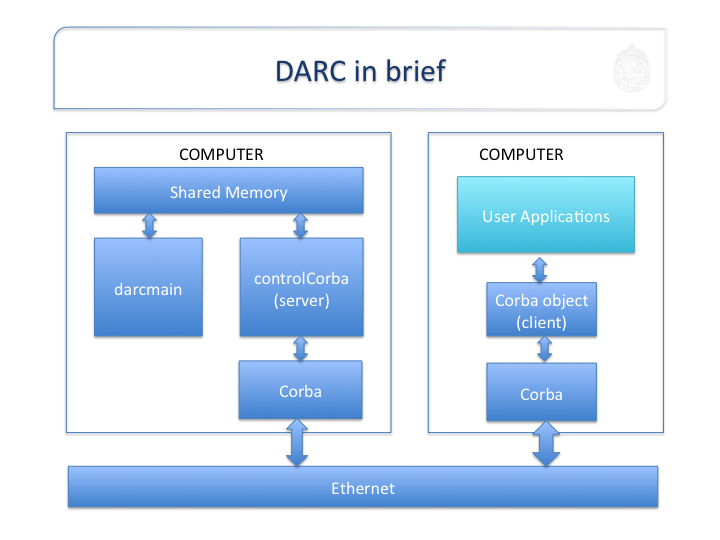 DARC in brief
COMPUTER
Shared Memory
darcmain
controlCorba
(server)
Corba
COMPUTER
User Applications
Corba object
(client)
Corba
Ethernet